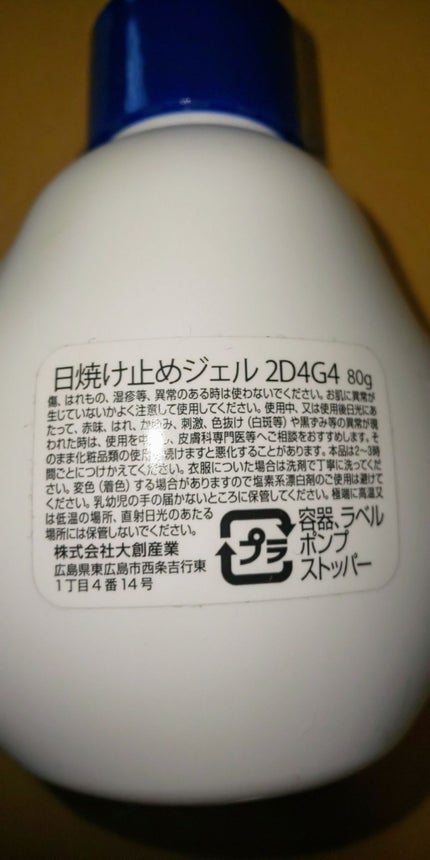 日焼け止めジェル 2D4G4 80g
傷、はれもの、湿疹等、異常のある時は使わないでください。お肌に異常が
生じていないかよく注意して使用してください。使用中、又は使用後日光にあ
たって、赤味、はれ、かゆみ、刺激、色抜け（白斑等）や黒ずみ等の異常が現
われた時は、使用を中止し、皮膚科専門医等へご相談をおすすめします。そ
のまま化粧品類の使用を続けますと悪化することがあります。本品は2〜3時
間ごとにつけかえてください。衣服についた場合は洗剤で丁寧に洗ってくだ
さい。変色（着色）する場合がありますので塩素系漂白剤のご使用は避けて
ください。乳幼児の手の届かないところに保管してください。極端に高温又
は低温の場所、直射日光のあたる
場所には保管しないでください。
株式会社大創産業
広島県東広島市西条吉行東
1丁目4番14号
プラ
容器、ラベル
ポンプ
ストッパー